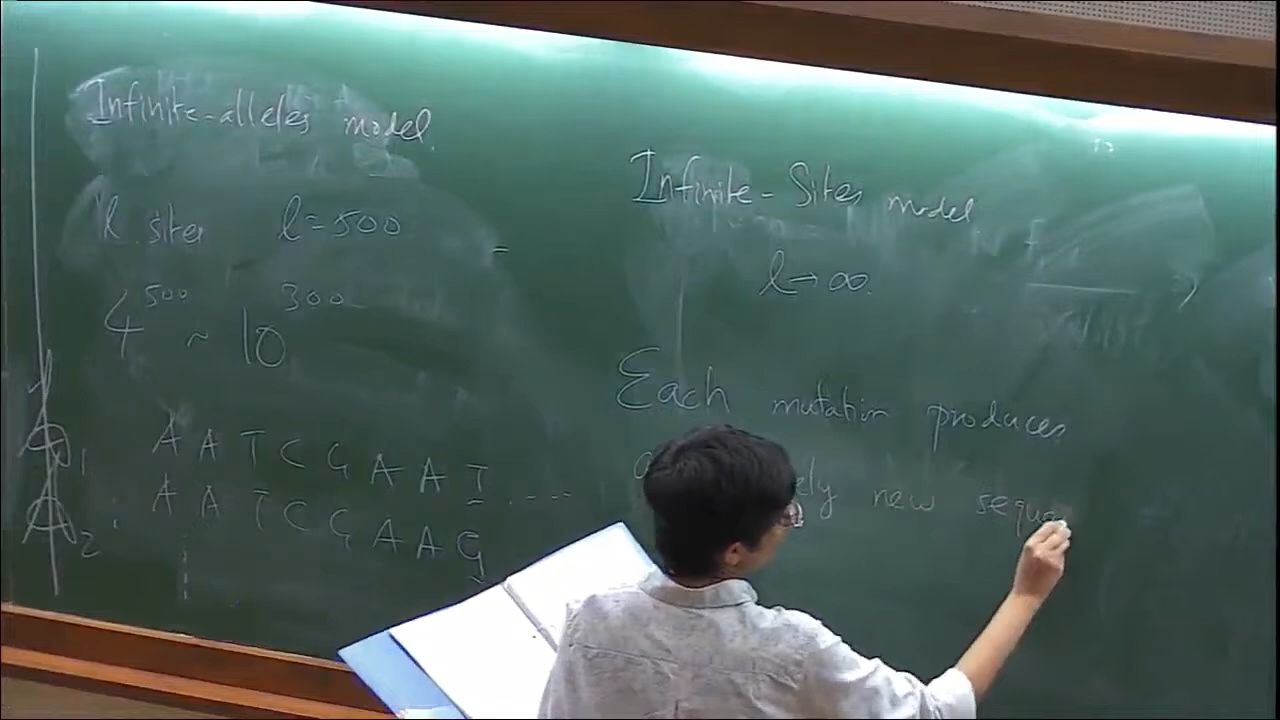 Infinite-alleles model.
l sites l=500
4^500 ~ 10^300
A1 A A T C G A A T ....
A2 : A A T C G A A G
Infinite-Sites model
l→∞.
Each mutation produces
new seque